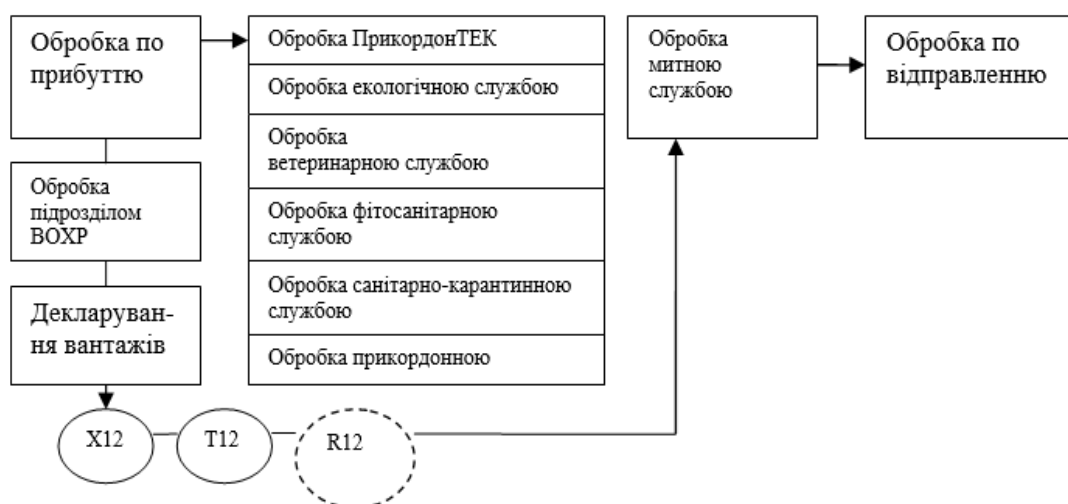 Обробка по
прибуттю
Обробка
підрозділом
ВОХР
Декларуван-
ня вантажів
Обробка ПрикордонТЕК
Обробка екологічною службою
Обробка
ветеринарною службою
Обробка фітосанітарною
службою
Обробка санітарно-карантинною
службою
Обробка прикордонною
Обробка
митною
службою
Обробка по
відправленню
X12
T12
R12